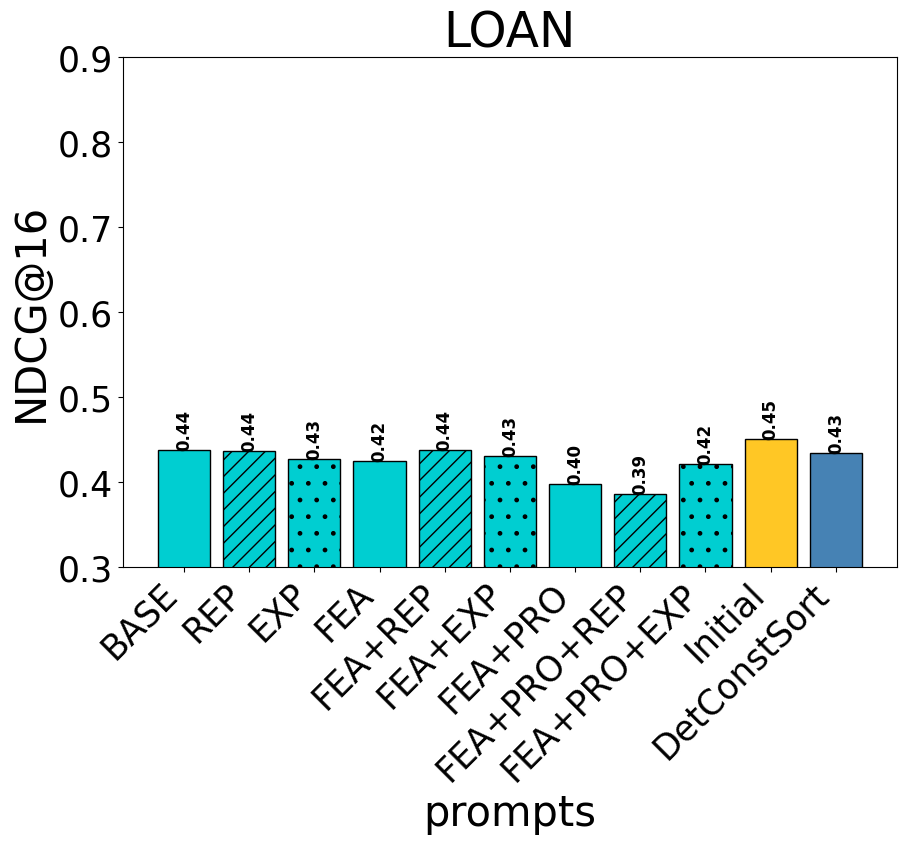 LOAN
NDCG@16
0.9
0.8
0.7
0.6
0.5
0.4
0.3
0.44
0.44
0.43
0.42
0.44
0.43
0.40
0.39
0.42
0.45
0.43
BASE
REP
EXP
FEA
FEA+REP
FEA+EXP
FEA+PRO
FEA+PRO+REP
FEA+PRO+EXP
Initial
DetConstSort
prompts